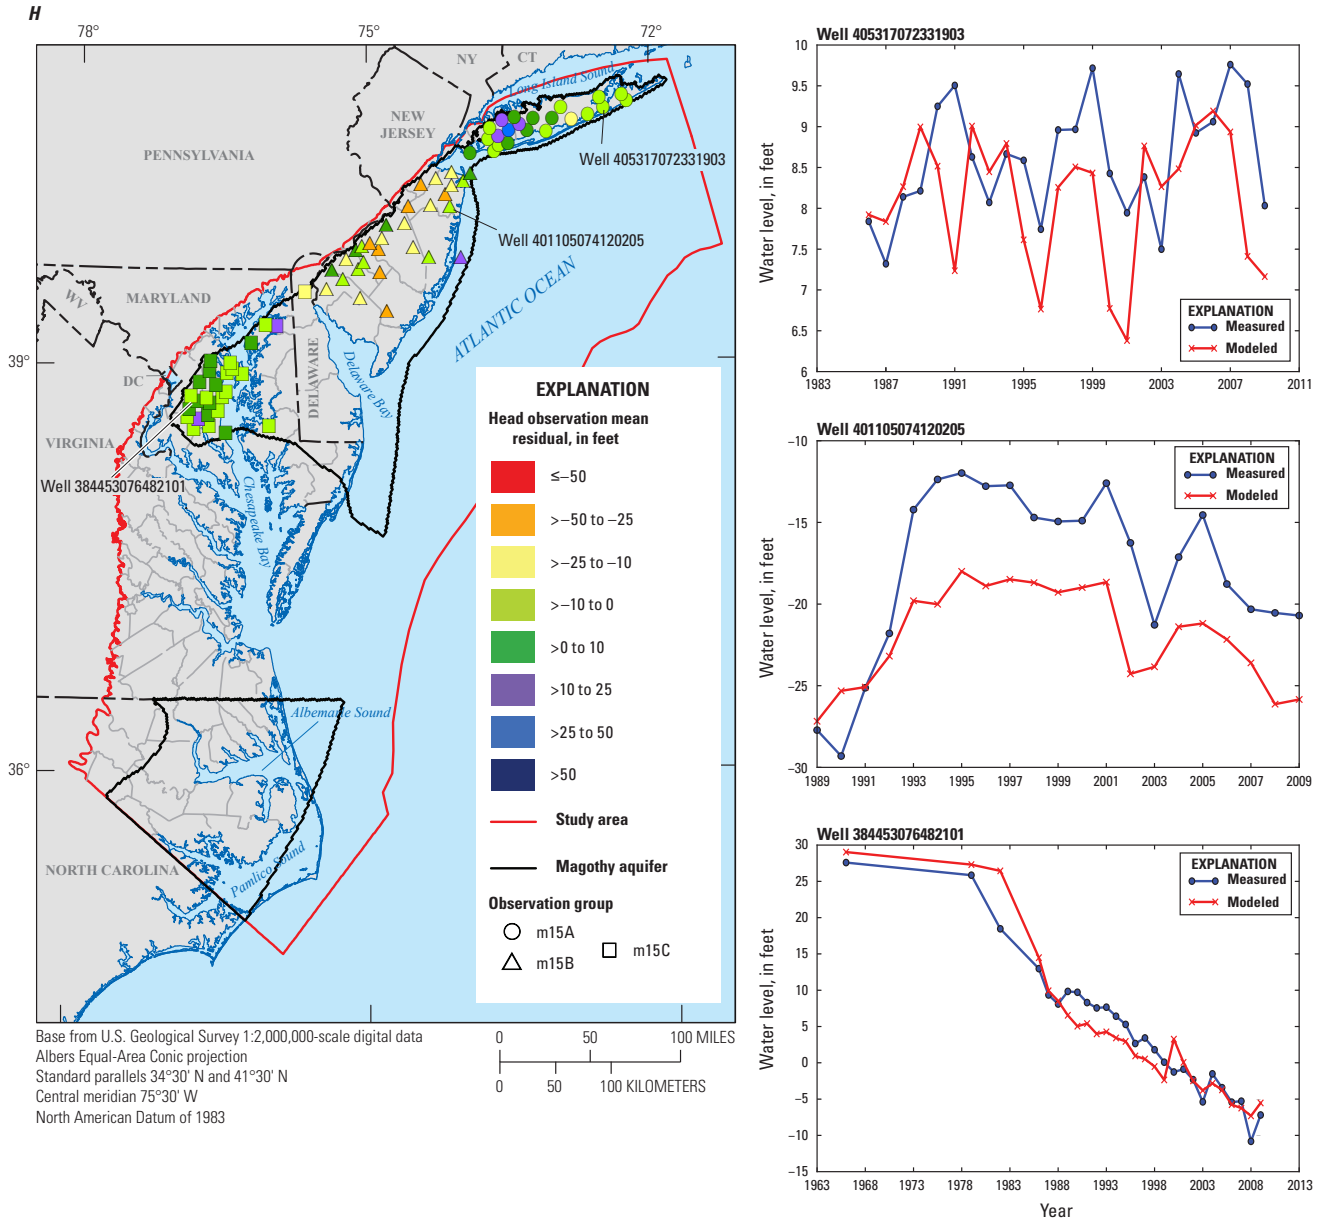 H
78°
75°
72°
NY
CT
Long Island Sound
NEW
JERSEY
PENNSYLVANIA
Well 405317072331903
Well 401105074120205
WV
MARYLAND
ATLANTIC OCEAN
39°
DC
DELAWARE
Delaware Bay
VIRGINIA
Well 384453076482101
Chesapeake Bay
Albemarle Sound
36°
NORTH CAROLINA
Pamlico Sound
EXPLANATION
Head observation mean
residual, in feet
≤–50
>–50 to –25
>–25 to –10
>–10 to 0
>0 to 10
>10 to 25
>25 to 50
>50
Study area
Magothy aquifer
Observation group
m15A
m15C
m15B
Base from U.S. Geological Survey 1:2,000,000-scale digital data
Albers Equal-Area Conic projection
Standard parallels 34°30' N and 41°30' N
Central meridian 75°30' W
North American Datum of 1983
0 50 100 MILES
0 50 100 KILOMETERS
Well 405317072331903
Water level, in feet
10
9.5
9
8.5
8
7.5
7
6.5
6
EXPLANATION
Measured
Modeled
1983 1987 1991 1995 1999 2003 2007 2011
Well 401105074120205
Water level, in feet
–10
–15
–20
–25
–30
EXPLANATION
Measured
Modeled
1989 1991 1993 1995 1997 1999 2001 2003 2005 2007 2009
Well 384453076482101
Water level, in feet
30
25
20
15
10
5
0
–5
–10
–15
EXPLANATION
Measured
Modeled
1963 1968 1973 1978 1983 1988 1993 1998 2003 2008 2013
Year